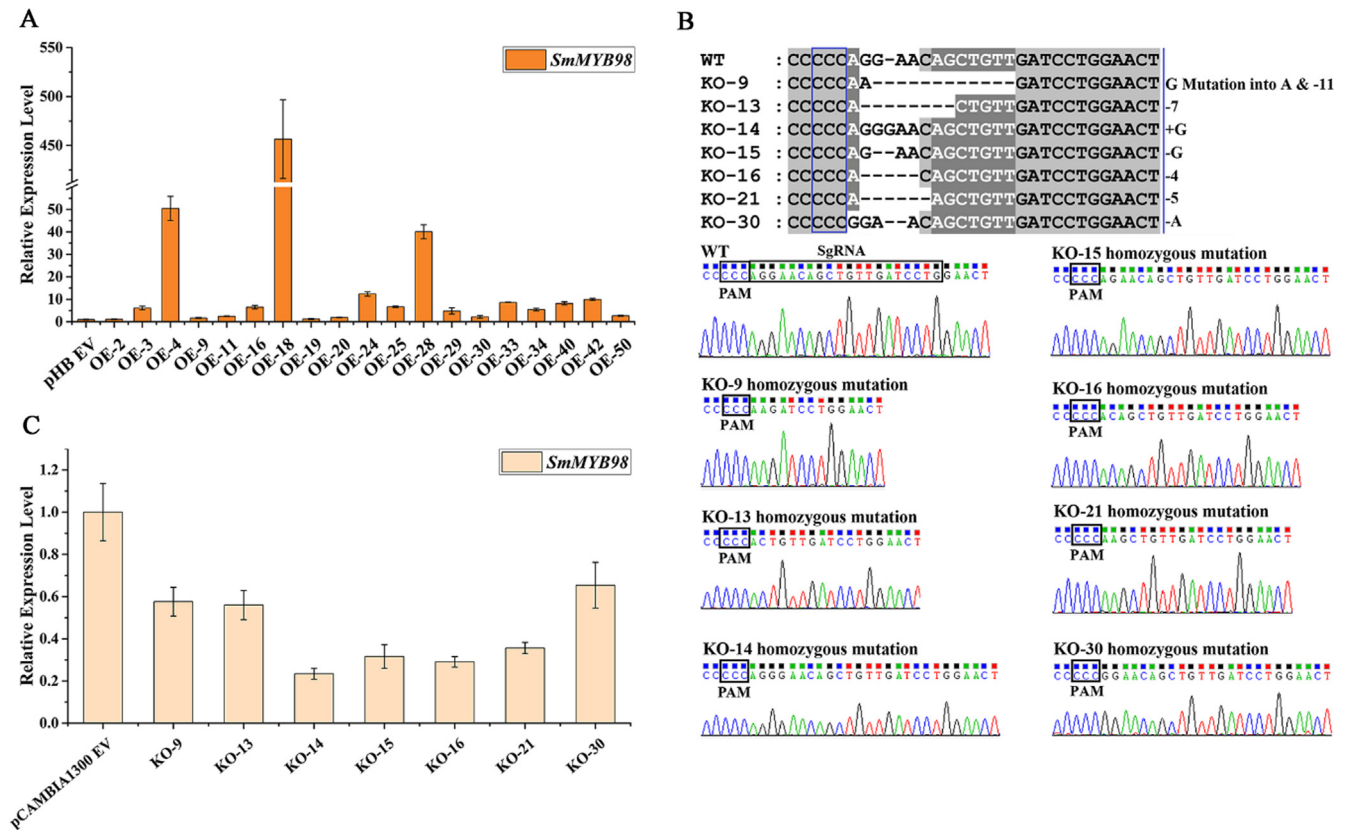 A
Relative Expression Level
550
500
450
50
40
30
20
10
0
SmMYB98
pHB EV
OE-2
OE-3
OE-4
OE-9
OE-11
OE-16
OE-18
OE-19
OE-20
OE-24
OE-25
OE-28
OE-29
OE-30
OE-33
OE-34
OE-40
OE-42
OE-50
B
WT : CCCCCAGG-AACAGCTGTTGATCCTGGAACT
KO-9 : CCCCCAA------------GATCCTGGAACT G Mutation into A & -11
KO-13 : CCCCCA--------CTGTTGATCCTGGAACT -7
KO-14 : CCCCCAGGGAACAGCTGTTGATCCTGGAACT +G
KO-15 : CCCCCAG--AACAGCTGTTGATCCTGGAACT -G
KO-16 : CCCCCA-----CAGCTGTTGATCCTGGAACT -4
KO-21 : CCCCCA------AGCTGTTGATCCTGGAACT -5
KO-30 : CCCCCGGA--ACAGCTGTTGATCCTGGAACT -A
WT
SgRNA
CCCCCAGGAACAGCTGTTGATCCTGGAACT
PAM
KO-9 homozygous mutation
CCCCCAAGATCCTGGAACT
PAM
KO-13 homozygous mutation
CCCCCACTGTTGATCCTGGAACT
PAM
KO-14 homozygous mutation
CCCCCAGGGAACAGCTGTTGATCCTGGAACT
PAM
KO-15 homozygous mutation
CCCCCAGAACAGCTGTTGATCCTGGAACT
PAM
KO-16 homozygous mutation
CCCCCACAGCTGTTGATCCTGGAACT
PAM
KO-21 homozygous mutation
CCCCCAAGCTGTTGATCCTGGAACT
PAM
KO-30 homozygous mutation
CCCCCGGAACAGCTGTTGATCCTGGAACT
PAM
C
Relative Expression Level
1.2
1.0
0.8
0.6
0.4
0.2
0.0
SmMYB98
pCAMBIA1300 EV
KO-9
KO-13
KO-14
KO-15
KO-16
KO-21
KO-30